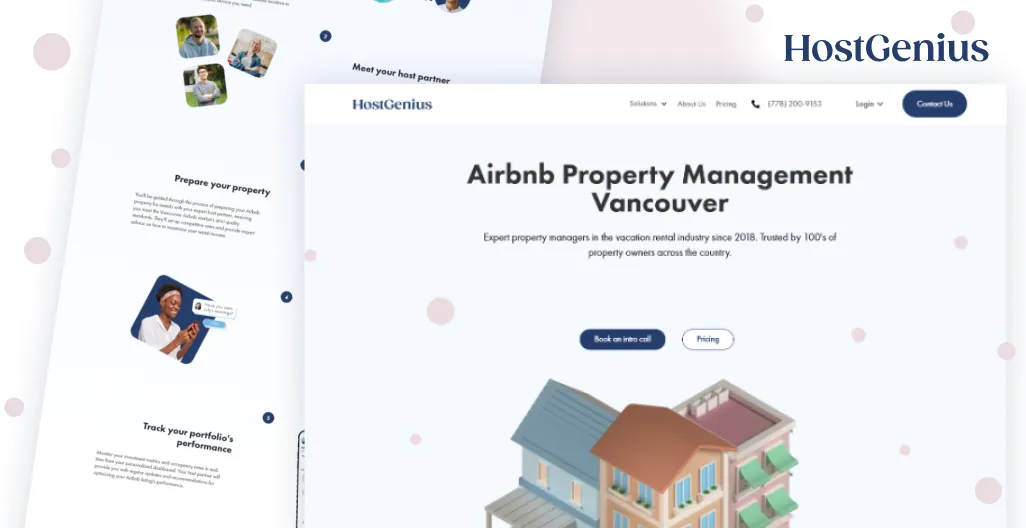 HostGenius
2
Meet your host partner
HostGenius
Solutions
About Us
Pricing
(778) 200-9153
Login
Contact Us
Airbnb Property Management
Vancouver
Expert property managers in the vacation rental industry since 2018. Trusted by 100's of
property owners across the country.
Book an intro call
Pricing
Prepare your property
You'll be guided through the process of preparing your Airbnb
property for rentals with your expert host partner, ensuring
you meet the Vancouver Airbnb market's strict quality
standards. They'll set up competitive rates and provide expert
advice on how to maximize your rental income.
4
5
Track your portfolio's
performance
Monitor your investment metrics and occupancy rates in real-
time from your personalized dashboard. Your host partner will
provide you with regular updates and recommendations for
optimizing your Airbnb listing's performance.